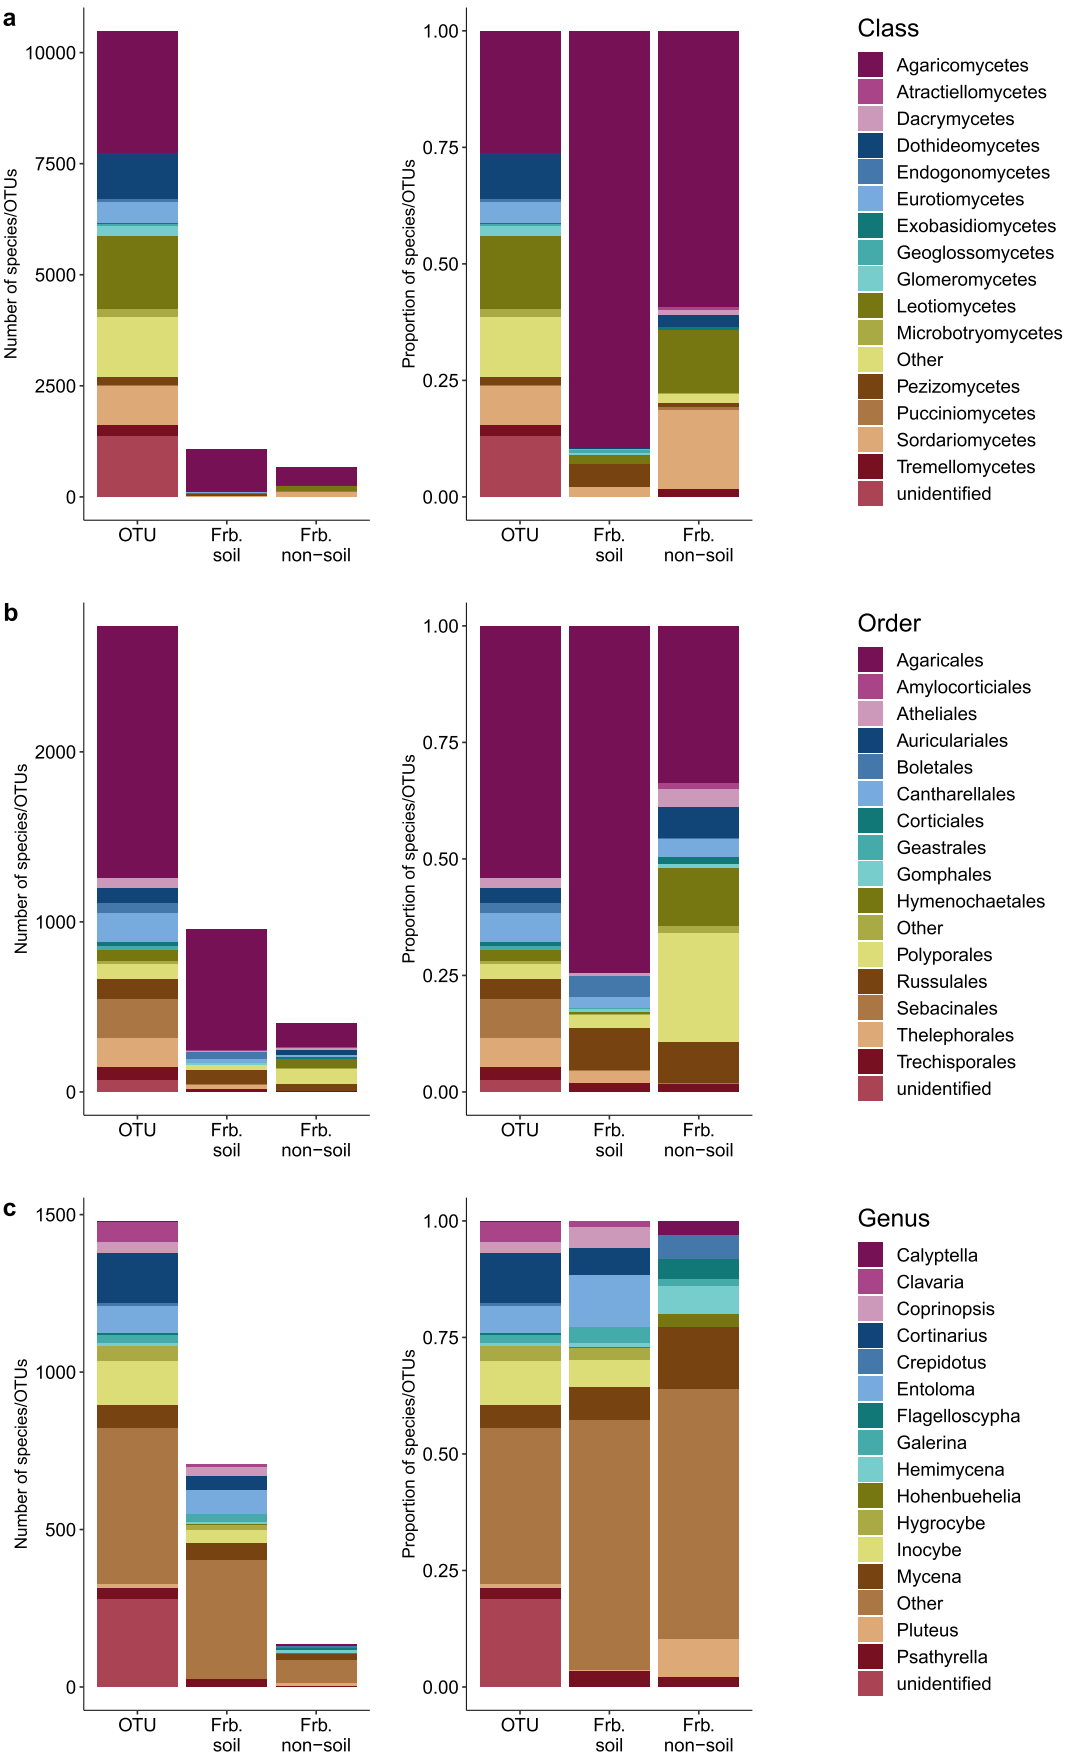 a
Number of species/OTUs
10000
7500
5000
2500
0
OTU
Frb.
soil
Frb.
non−soil
Proportion of species/OTUs
1.00
0.75
0.50
0.25
0.00
OTU
Frb.
soil
Frb.
non−soil
Class
Agaricomycetes
Atractiellomycetes
Dacrymycetes
Dothideomycetes
Endogonomycetes
Eurotiomycetes
Exobasidiomycetes
Geoglossomycetes
Glomeromycetes
Leotiomycetes
Microbotryomycetes
Other
Pezizomycetes
Pucciniomycetes
Sordariomycetes
Tremellomycetes
unidentified
b
Number of species/OTUs
2000
1000
0
OTU
Frb.
soil
Frb.
non−soil
Proportion of species/OTUs
1.00
0.75
0.50
0.25
0.00
OTU
Frb.
soil
Frb.
non−soil
Order
Agaricales
Amylocorticiales
Atheliales
Auriculariales
Boletales
Cantharellales
Corticiales
Geastrales
Gomphales
Hymenochaetales
Other
Polyporales
Russulales
Sebacinales
Thelephorales
Trechisporales
unidentified
c
Number of species/OTUs
1500
1000
500
0
OTU
Frb.
soil
Frb.
non−soil
Proportion of species/OTUs
1.00
0.75
0.50
0.25
0.00
OTU
Frb.
soil
Frb.
non−soil
Genus
Calyptella
Clavaria
Coprinopsis
Cortinarius
Crepidotus
Entoloma
Flagelloscypha
Galerina
Hemimycena
Hohenbuehelia
Hygrocybe
Inocybe
Mycena
Other
Pluteus
Psathyrella
unidentified